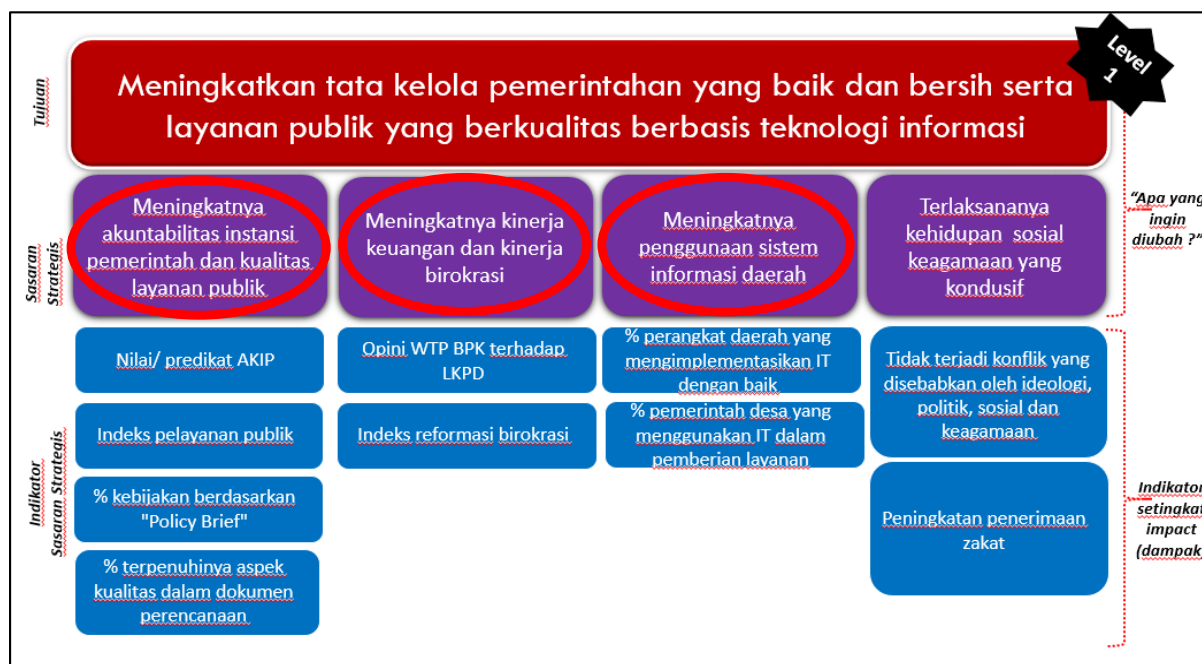 Level
1
Tujuan
Meningkatkan tata kelola pemerintahan yang baik dan bersih serta
layanan publik yang berkualitas berbasis teknologi informasi
Sasaran
Strategis
Meningkatnya
akuntabilitas instansi
pemerintah dan kualitas
layanan publik
Meningkatnya kinerja
keuangan dan kinerja
birokrasi
Meningkatnya
penggunaan sistem
informasi daerah
Terlaksananya
kehidupan sosial
keagamaan yang
kondusif
"Apa yang
ingin
diubah ?"
Indikator
Sasaran Strategis
Nilai/ predikat AKIP
Indeks pelayanan publik
% kebijakan berdasarkan
"Policy Brief"
% terpenuhinya aspek
kualitas dalam dokumen
perencanaan
Opini WTP BPK terhadap
LKPD
Indeks reformasi birokrasi
% perangkat daerah yang
mengimplementasikan IT
dengan baik
% pemerintah desa yang
menggunakan IT dalam
pemberian layanan
Tidak terjadi konflik yang
disebabkan oleh ideologi,
politik, sosial dan
keagamaan
Peningkatan penerimaan
zakat
Indikator
setingkat
impact
(dampak